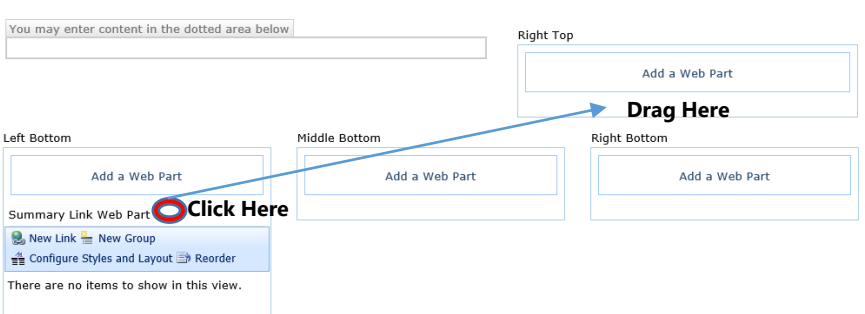 You may enter content in the dotted area below
Right Top
Add a Web Part
Drag Here
Left Bottom
Middle Bottom
Right Bottom
Add a Web Part
Add a Web Part
Add a Web Part
Summary Link Web Part
Click Here
New Link New Group
Configure Styles and Layout Reorder
There are no items to show in this view.